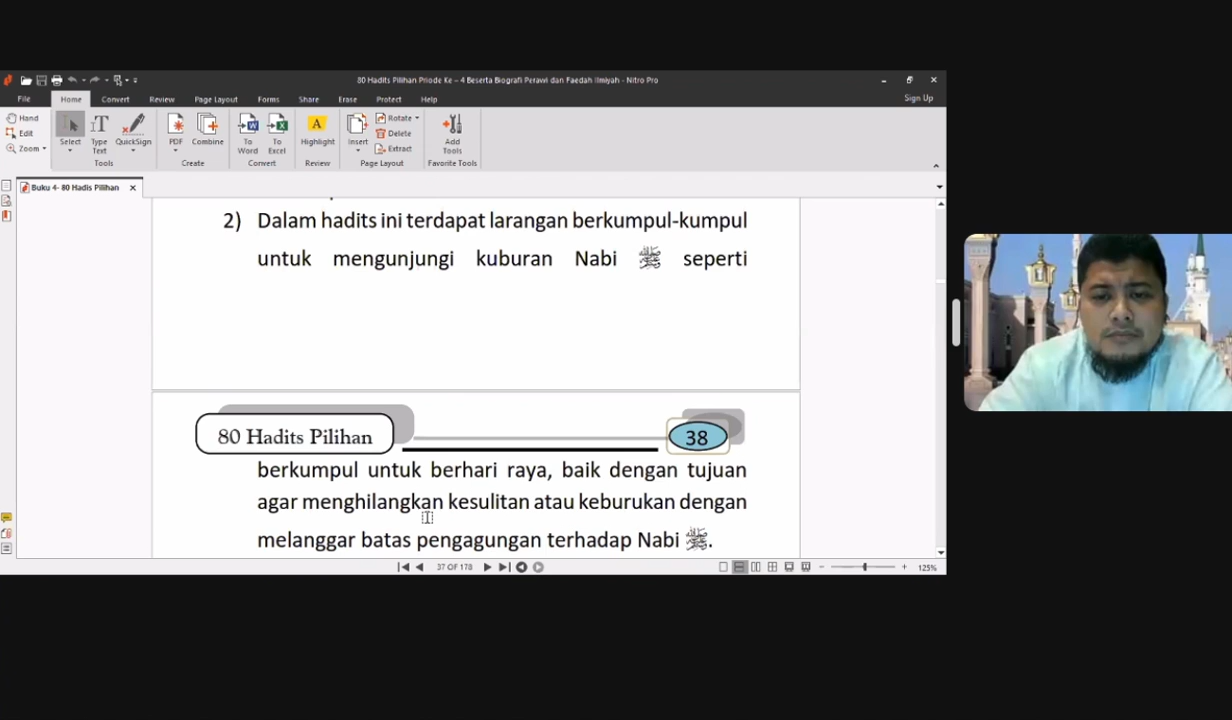 80 Hadits Pilihan Priode Ke – 4 Beserta Biografi Perawi dan Faedah Ilmiyah - Nitro Pro
File Home Convert Review Page Layout Forms Share Erase Protect Help Sign Up
Hand
Edit
Zoom
Select
Type Text
QuickSign
Tools
PDF
Combine
Create
To Word
To Excel
Convert
Highlight
Review
Insert
Rotate
Delete
Extract
Page Layout
Add Tools
Favorite Tools
Buku 4- 80 Hadis Pilihan
2) Dalam hadits ini terdapat larangan berkumpul-kumpul
untuk mengunjungi kuburan Nabi ﷺ seperti
80 Hadits Pilihan 38
berkumpul untuk berhari raya, baik dengan tujuan
agar menghilangkan kesulitan atau keburukan dengan
melanggar batas pengagungan terhadap Nabi ﷺ.
37 OF 178 125%